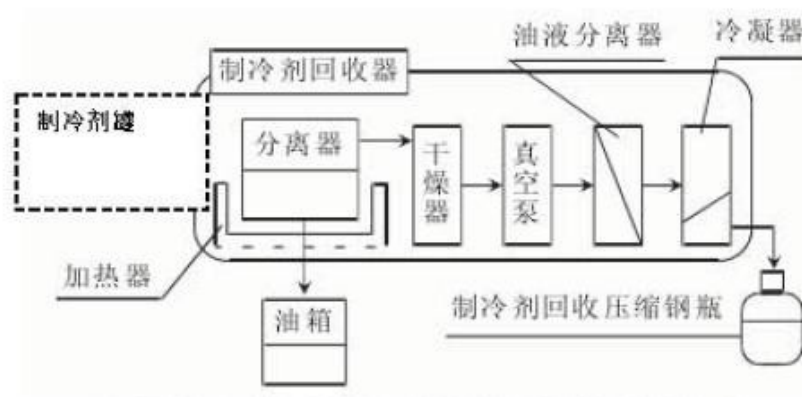 油液分离器
冷凝器
制冷剂回收器
制冷剂罐
分离器
干燥器
真空泵
加热器
油箱
制冷剂回收压缩钢瓶